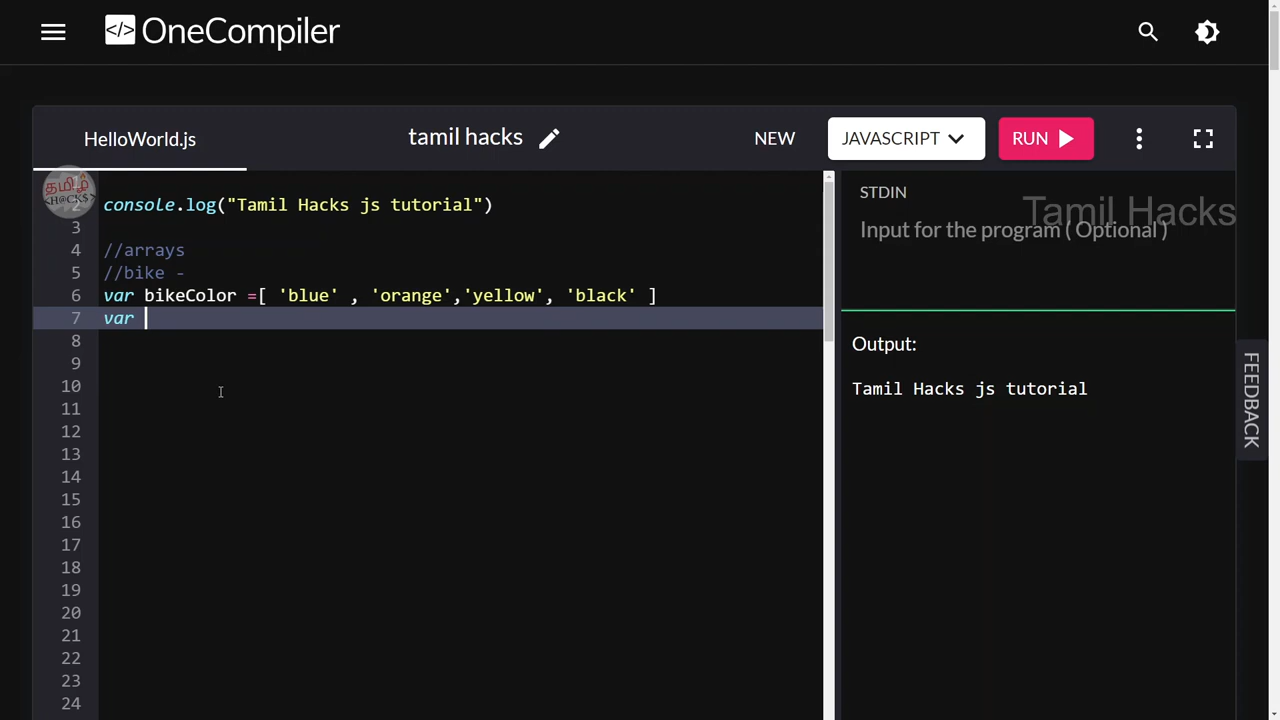 </> OneCompiler
HelloWorld.js
tamil hacks
NEW
JAVASCRIPT
RUN
தமிழ்
<H@CK$>
2 console.log("Tamil Hacks js tutorial")
3
4 //arrays
5 //bike -
6 var bikeColor =[ 'blue' , 'orange','yellow', 'black' ]
7 var
8
9
10
11
12
13
14
15
16
17
18
19
20
21
22
23
24
STDIN
Tamil Hacks
Input for the program ( Optional )
Output:
Tamil Hacks js tutorial
FEEDBACK